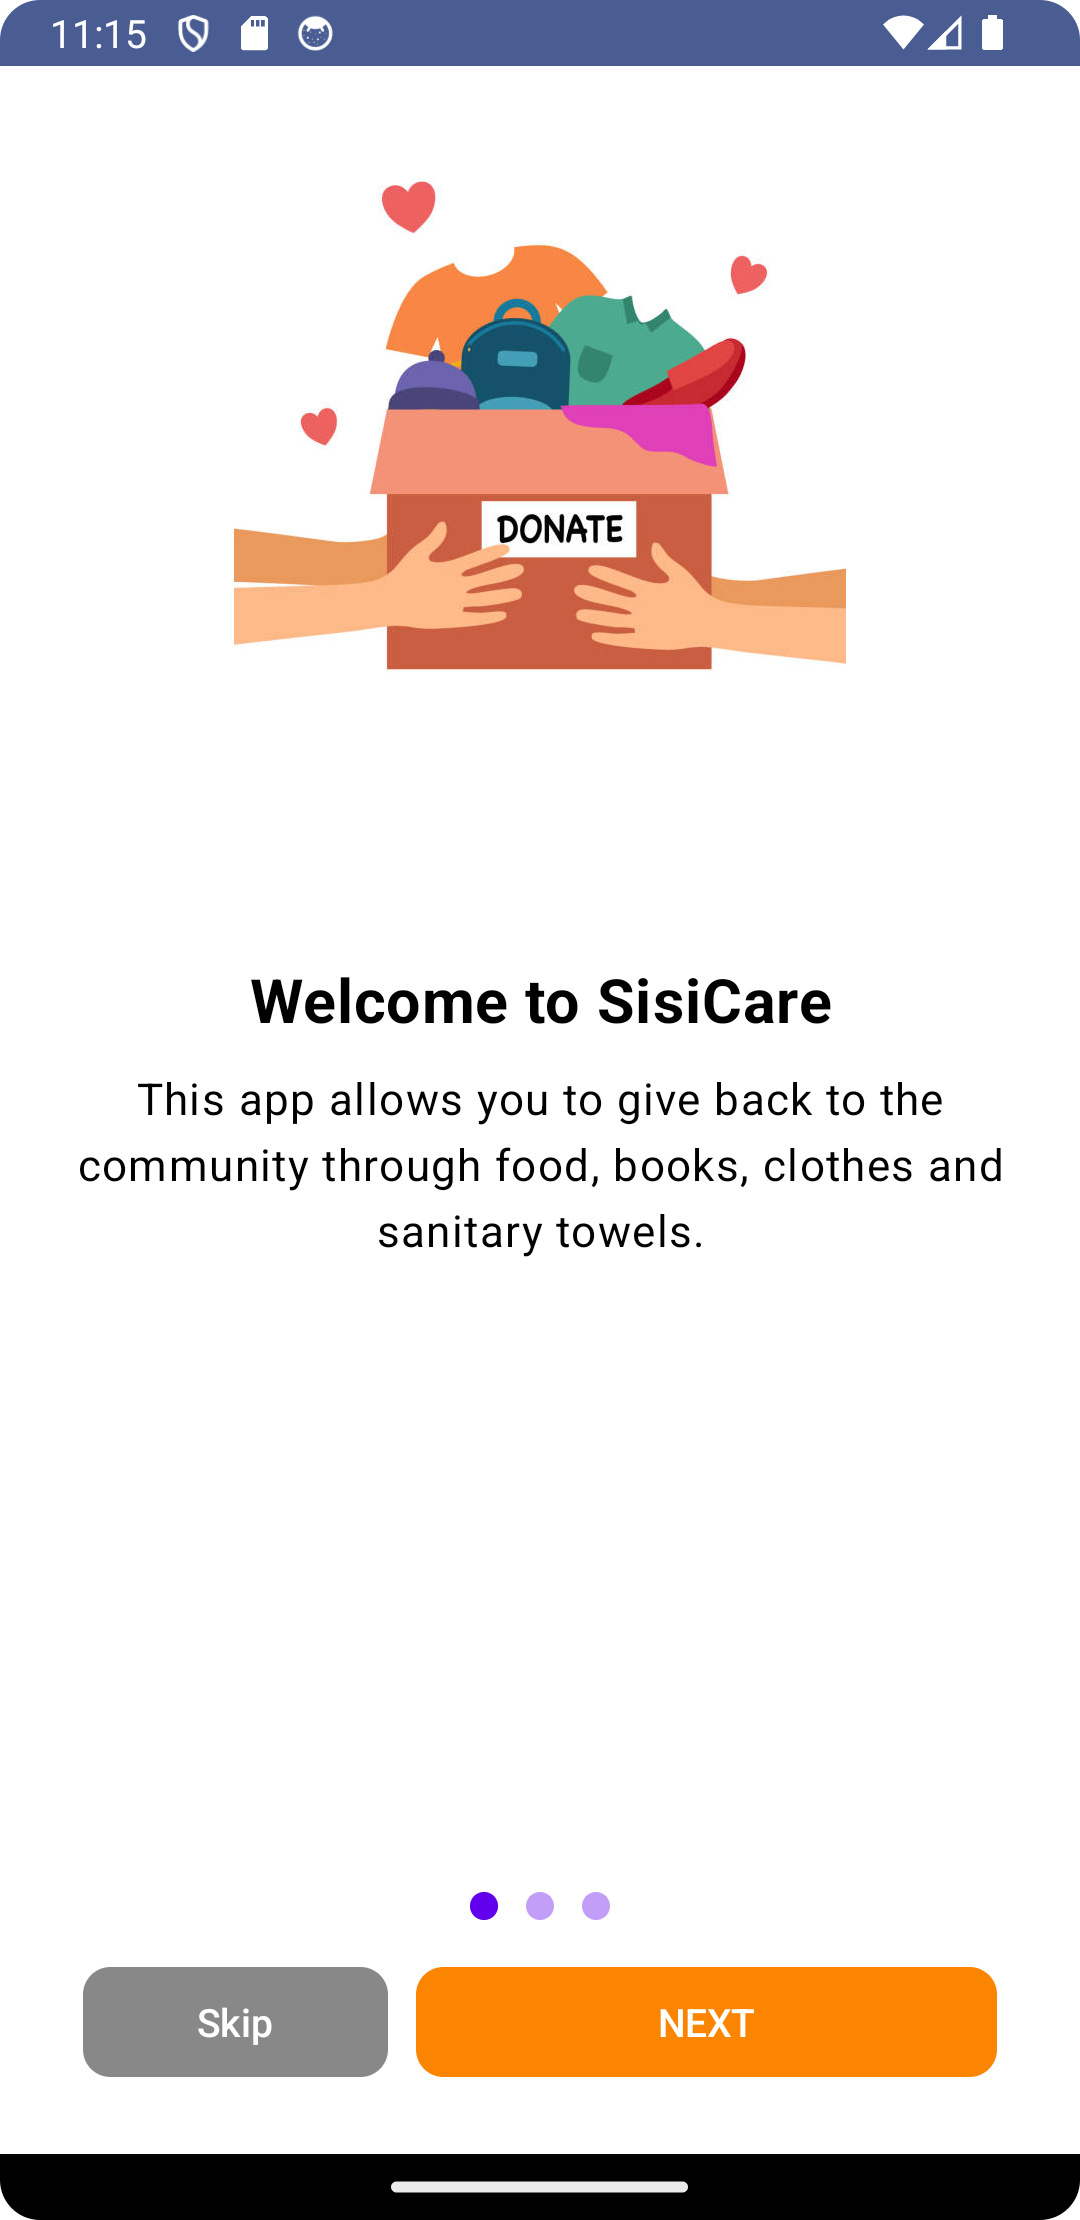 11:15
DONATE
Welcome to SisiCare
This app allows you to give back to the
community through food, books, clothes and
sanitary towels.
Skip
NEXT